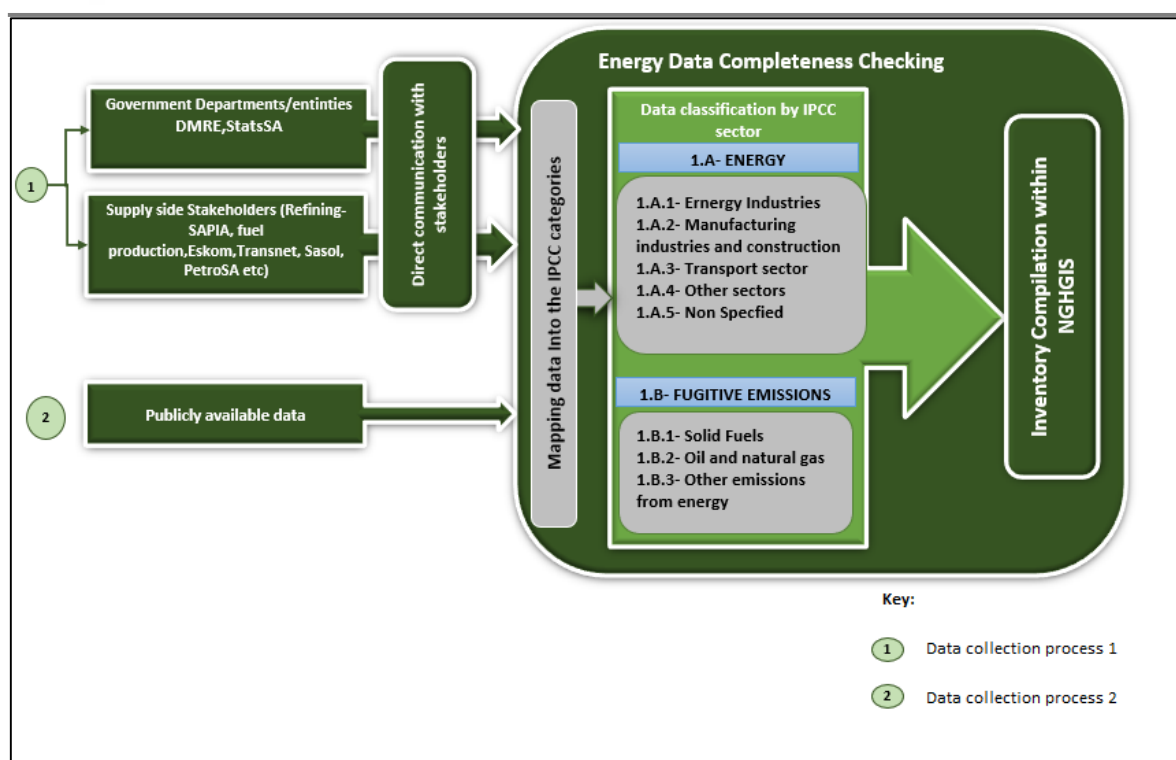 Government Departments/entinties
DMRE,StatsSA
1
Supply side Stakeholders (Refining-
SAPIA, fuel
production,Eskom,Transnet, Sasol,
PetroSA etc)
Direct communication with
stakeholders
2
Publicly available data
Energy Data Completeness Checking
Mapping data Into the IPCC categories
Data classification by IPCC
sector
1.A- ENERGY
1.A.1- Ernergy Industries
1.A.2- Manufacturing
industries and construction
1.A.3- Transport sector
1.A.4- Other sectors
1.A.5- Non Specfied
1.B- FUGITIVE EMISSIONS
1.B.1- Solid Fuels
1.B.2- Oil and natural gas
1.B.3- Other emissions
from energy
Inventory Compilation within
NGHGIS
Key:
1 Data collection process 1
2 Data collection process 2